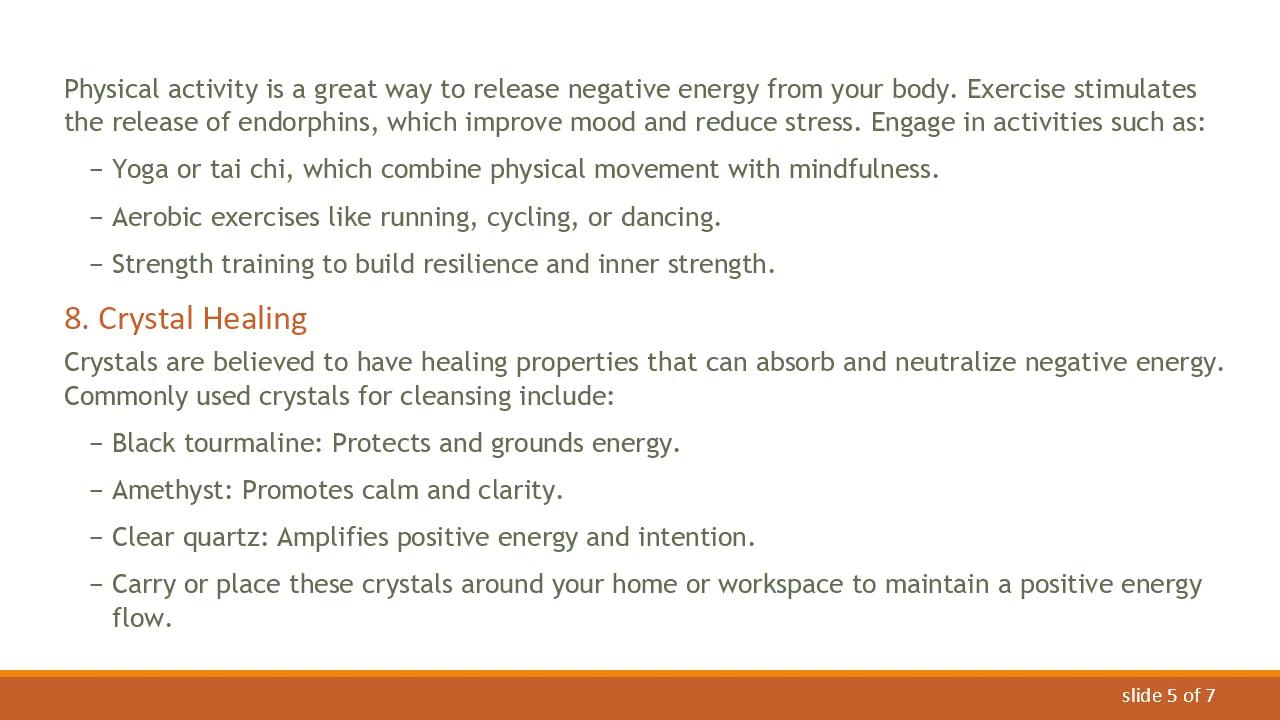 Physical activity is a great way to release negative energy from your body. Exercise stimulates
the release of endorphins, which improve mood and reduce stress. Engage in activities such as:
– Yoga or tai chi, which combine physical movement with mindfulness.
– Aerobic exercises like running, cycling, or dancing.
– Strength training to build resilience and inner strength.
8. Crystal Healing
Crystals are believed to have healing properties that can absorb and neutralize negative energy.
Commonly used crystals for cleansing include:
– Black tourmaline: Protects and grounds energy.
– Amethyst: Promotes calm and clarity.
– Clear quartz: Amplifies positive energy and intention.
– Carry or place these crystals around your home or workspace to maintain a positive energy
flow.
slide 5 of 7